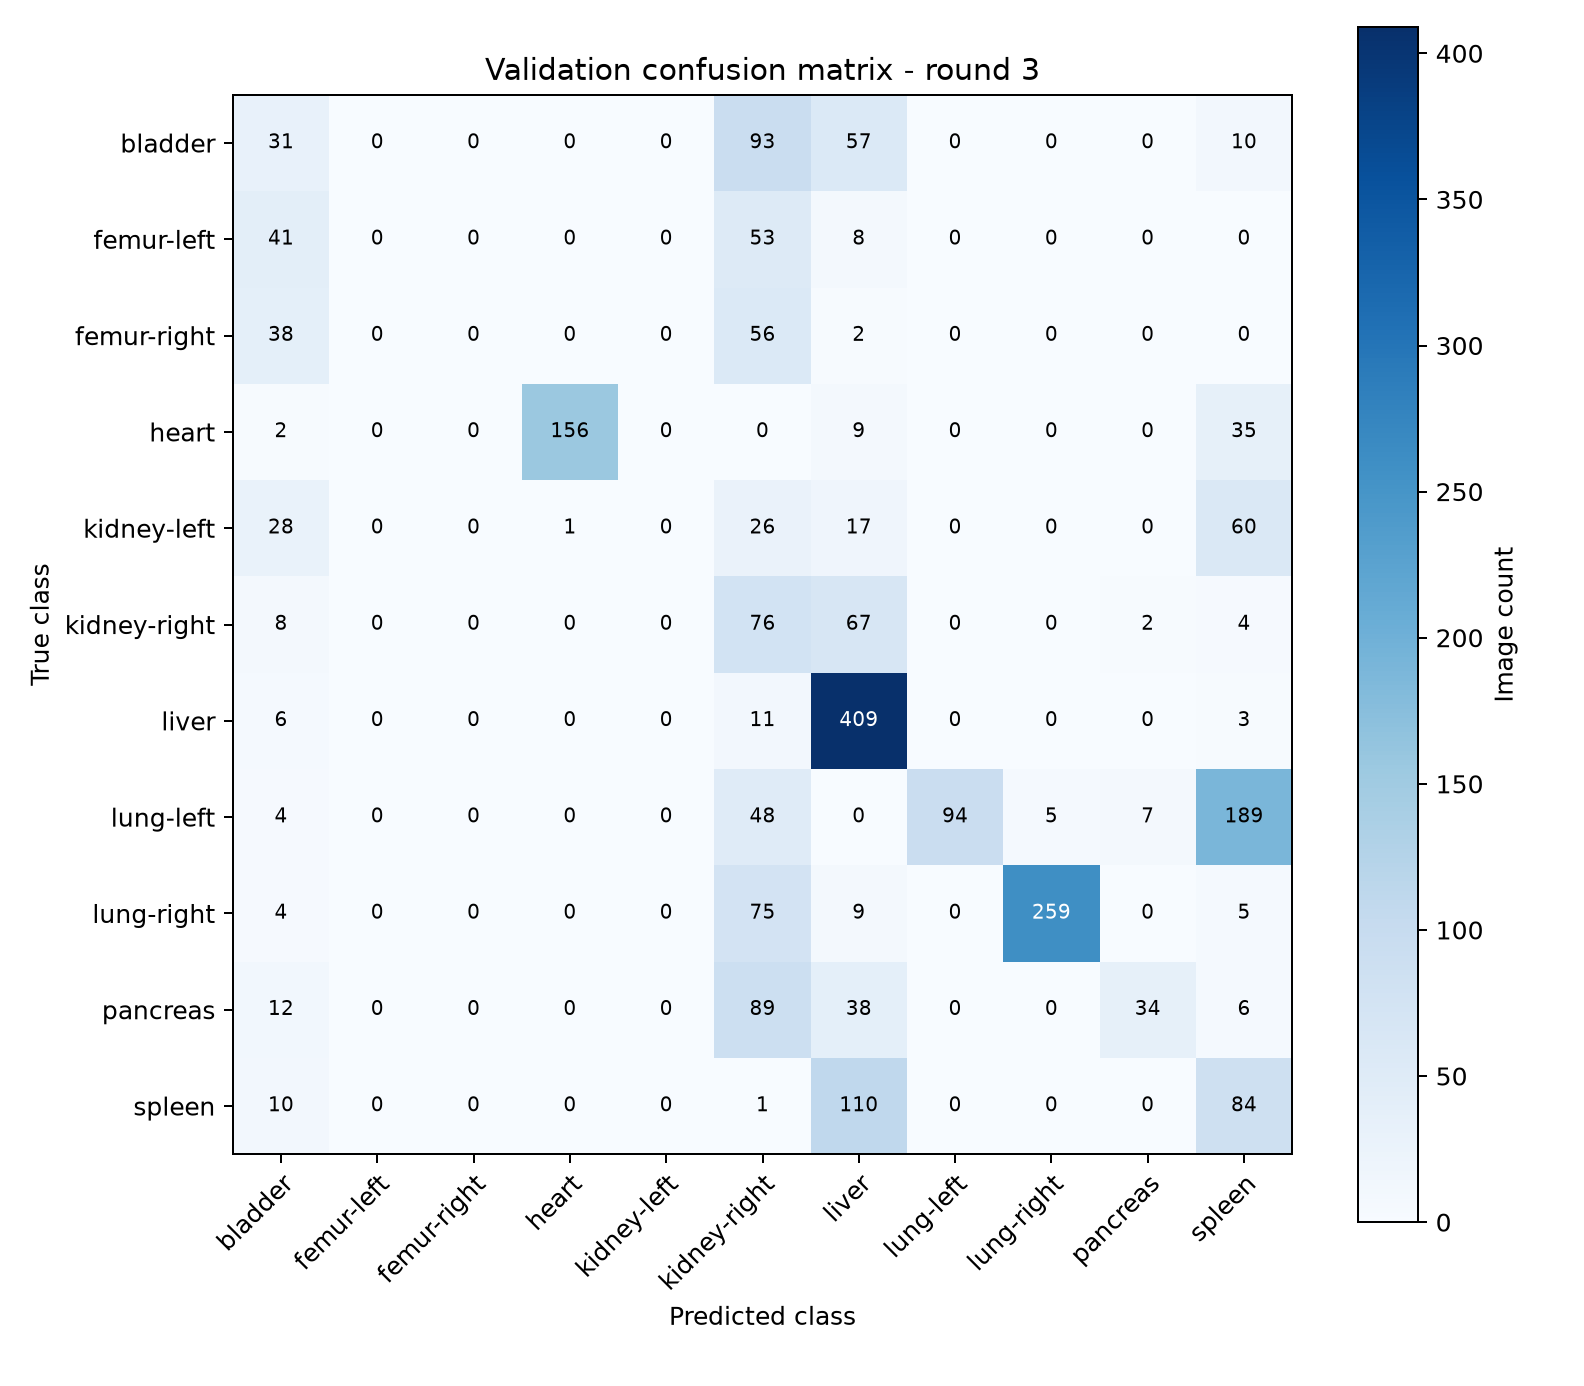 Validation confusion matrix - round 3
bladder 31 0 0 0 0 93 57 0 0 0 10
femur-left 41 0 0 0 0 53 8 0 0 0 0
femur-right 38 0 0 0 0 56 2 0 0 0 0
heart 2 0 0 156 0 0 9 0 0 0 35
kidney-left 28 0 0 1 0 26 17 0 0 0 60
kidney-right 8 0 0 0 0 76 67 0 0 2 4
liver 6 0 0 0 0 11 409 0 0 0 3
lung-left 4 0 0 0 0 48 0 94 5 7 189
lung-right 4 0 0 0 0 75 9 0 259 0 5
pancreas 12 0 0 0 0 89 38 0 0 34 6
spleen 10 0 0 0 0 1 110 0 0 0 84
bladder femur-left femur-right heart kidney-left kidney-right liver lung-left lung-right pancreas spleen
Predicted class
True class
400
350
300
250
200
150
100
50
0
Image count